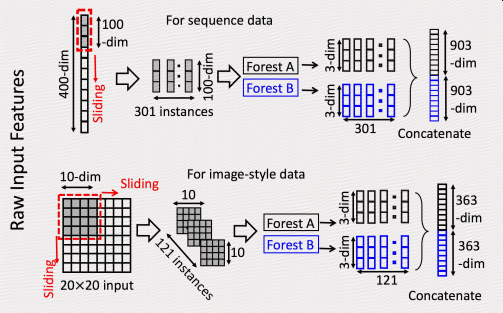 Raw Input Features
For sequence data
400-dim
100
-dim
Sliding
301 instances
100-dim
Forest A
Forest B
3-dim
3-dim
301
903
-dim
903
-dim
Concatenate
For image-style data
10-dim
Sliding
Sliding
20×20 input
10
10
121 instances
Forest A
Forest B
3-dim
3-dim
121
363
-dim
363
-dim
Concatenate